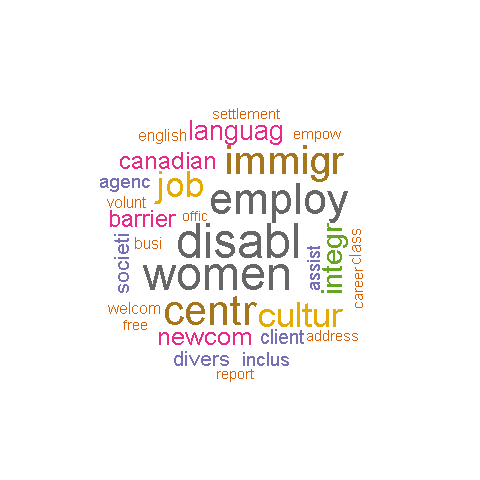 settlement
english languag empow
canadian immigr
agenc job employ
volunt
barrier offic
societi busi disabl assist integr career class
women
welcom centr cultur
free
newcom client address
divers inclus
report